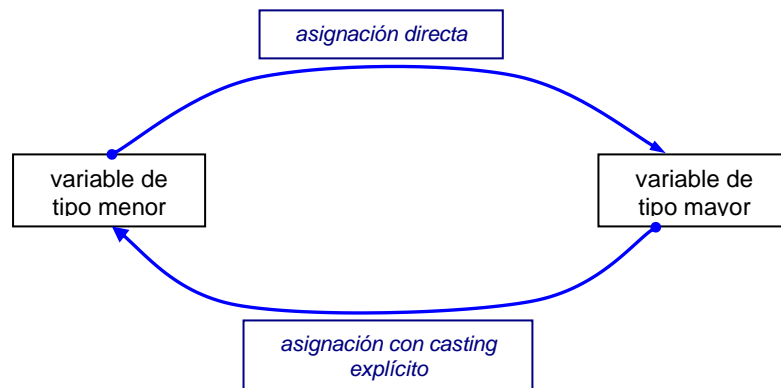 asignación directa
variable de
tipo menor
variable de
tipo mayor
asignación con casting
explícito